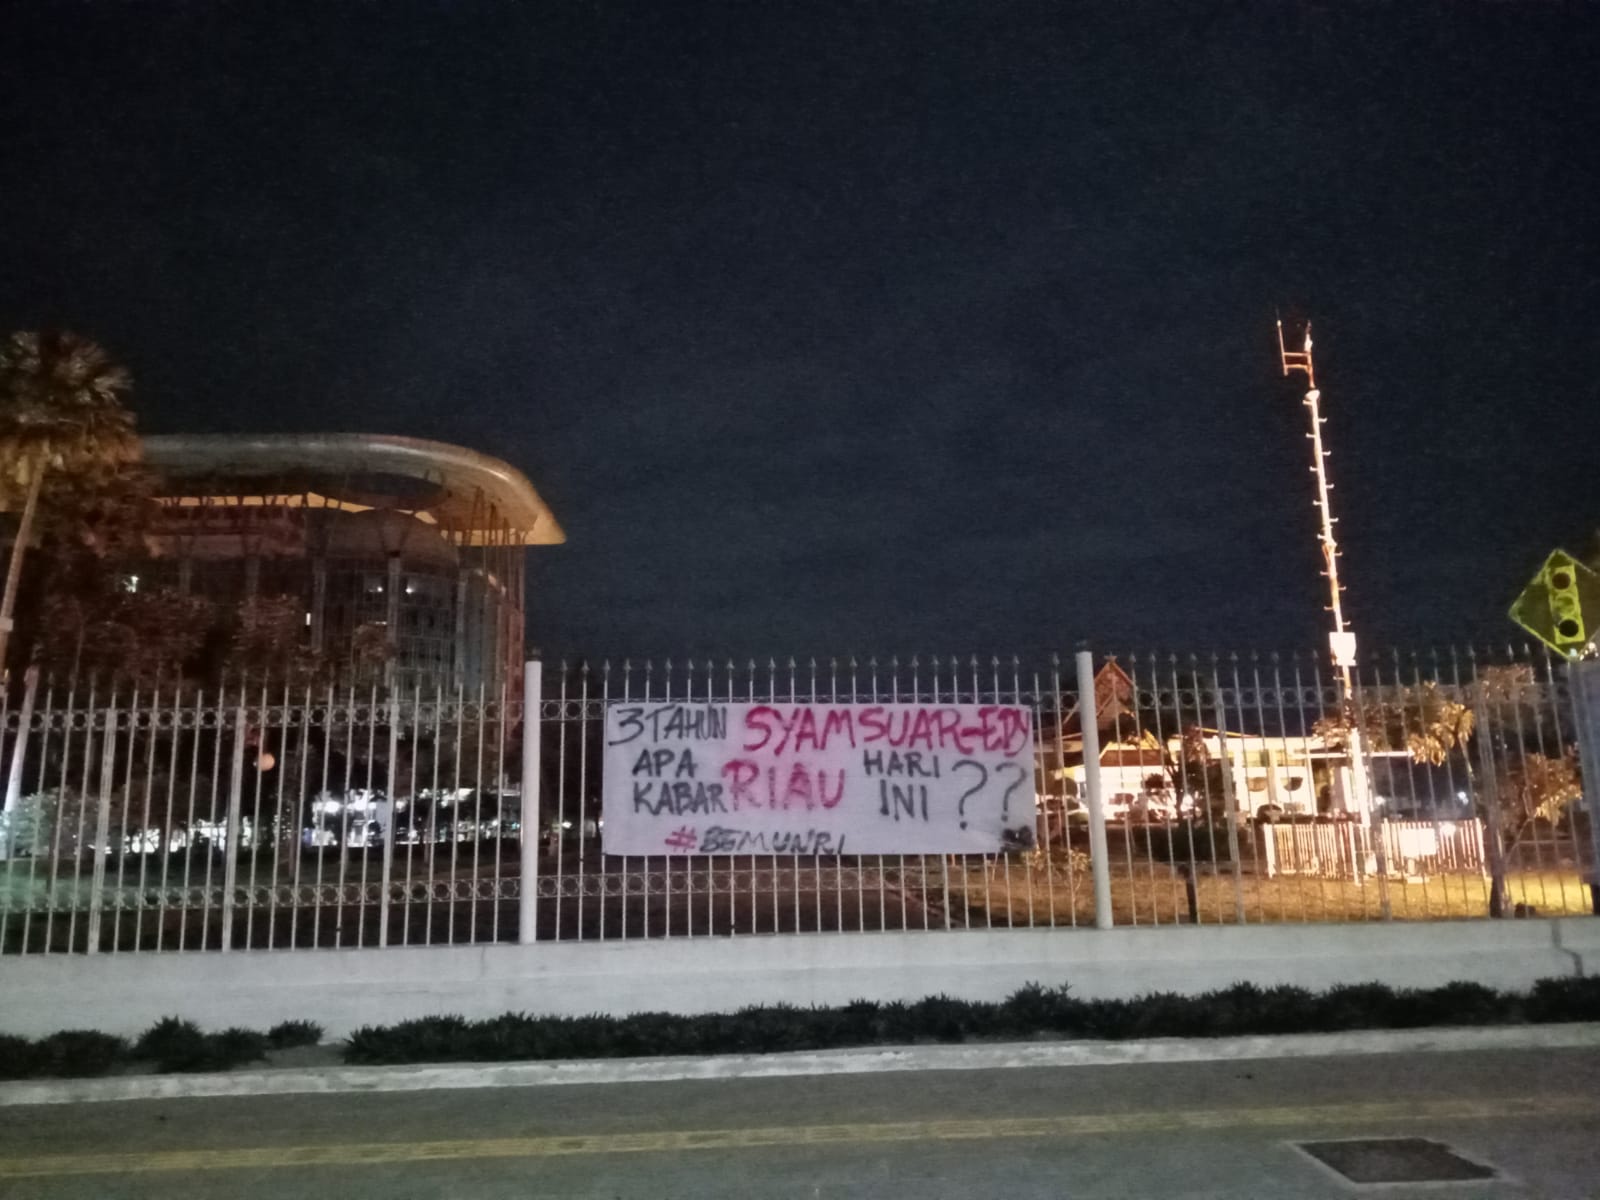 3 TAHUN SYAMSUAR-EDY
APA KABAR RIAU HARI INI ??
#BEMUNRI